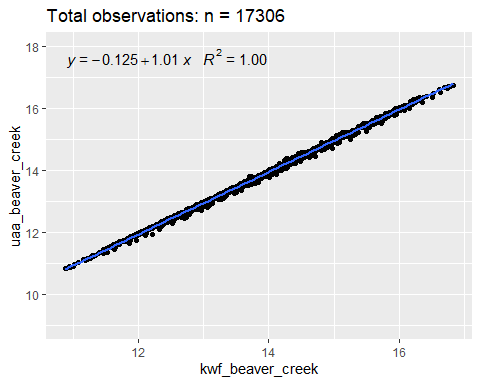 Total observations: n = 17306
y = −0.125+1.01 x R² = 1.00
18
16
14
12
10
uaa_beaver_creek
12 14 16
kwf_beaver_creek